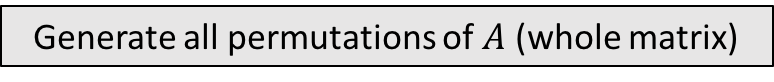 Generate all permutations of A (whole matrix)